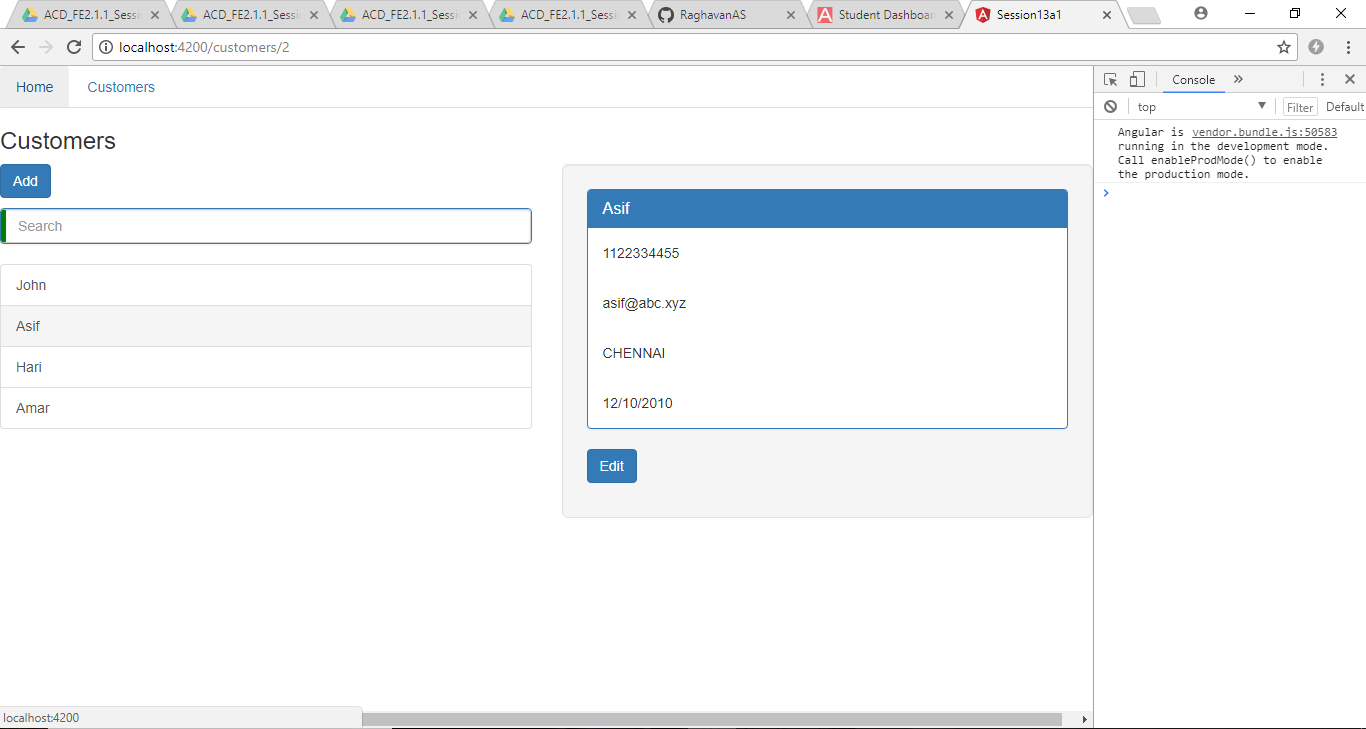 ACD_FE2.1.1_Sessi ACD_FE2.1.1_Sessi ACD_FE2.1.1_Sessi ACD_FE2.1.1_Sessi RaghavanAS Student Dashboar Session13a1
localhost:4200/customers/2
Home Customers
Customers
Add
Search
John
Asif
Hari
Amar
Asif
1122334455
asif@abc.xyz
CHENNAI
12/10/2010
Edit
localhost:4200
Console »
top Filter Default
Angular is vendor.bundle.js:50583
running in the development mode.
Call enableProdMode() to enable
the production mode.